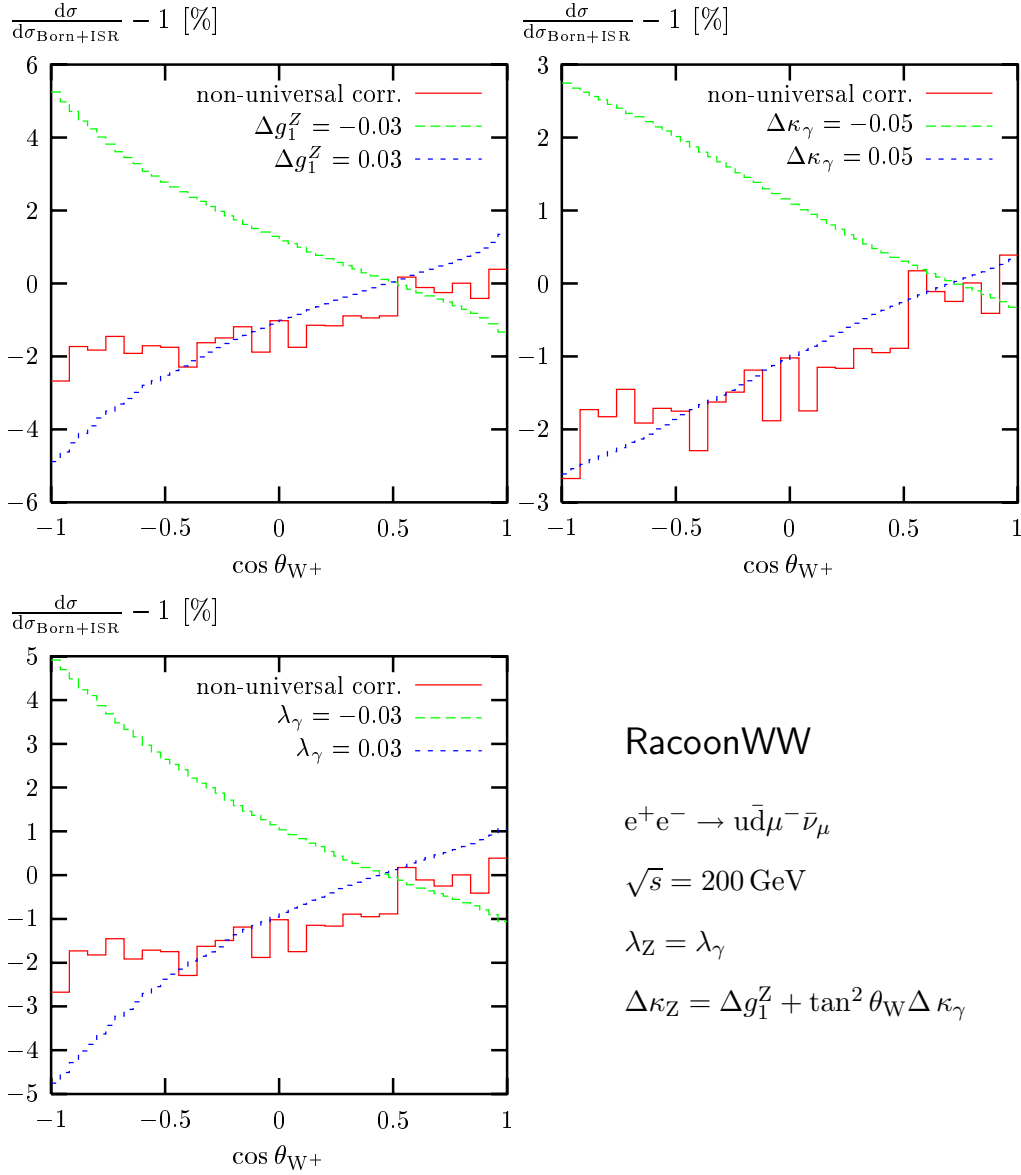 dσ/dσ_Born+ISR − 1 [%]
6
4
2
0
−2
−4
−6
non-universal corr.
Δg₁ᶻ = −0.03
Δg₁ᶻ = 0.03
−1 −0.5 0 0.5 1
cos θ_W+
dσ/dσ_Born+ISR − 1 [%]
3
2
1
0
−1
−2
−3
non-universal corr.
Δκ_γ = −0.05
Δκ_γ = 0.05
−1 −0.5 0 0.5 1
cos θ_W+
dσ/dσ_Born+ISR − 1 [%]
5
4
3
2
1
0
−1
−2
−3
−4
−5
non-universal corr.
λ_γ = −0.03
λ_γ = 0.03
−1 −0.5 0 0.5 1
cos θ_W+
RacoonWW
e⁺e⁻ → ud̄μ⁻ν̄_μ
√s = 200 GeV
λ_Z = λ_γ
Δκ_Z = Δg₁ᶻ + tan² θ_W Δ κ_γ